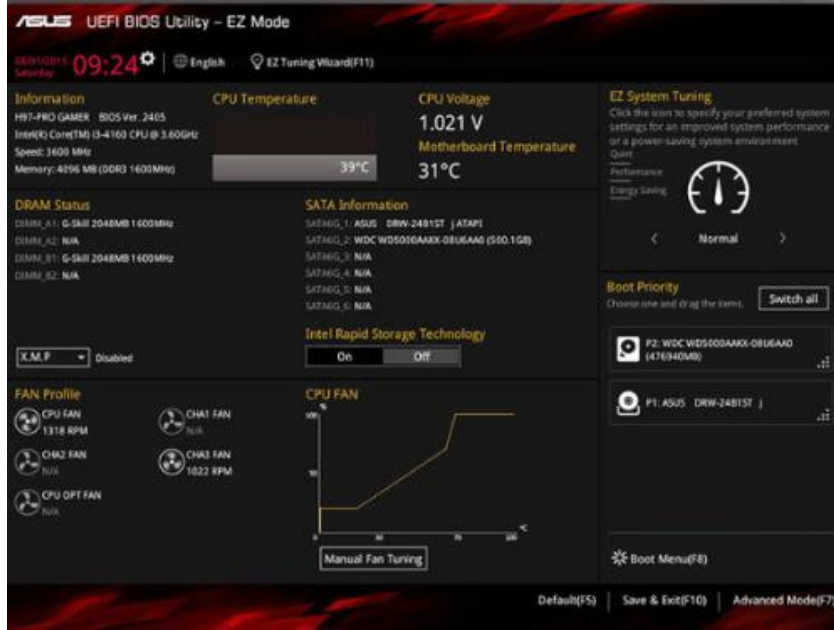 ASUS UEFI BIOS Utility – EZ Mode
Saturday 09:24 English EZ Tuning Wizard(F11)
Information
H97-PRO GAMER BIOS Ver. 2405
Intel(R) Core(TM) i3-4160 CPU @ 3.60GHz
Speed: 3600 MHz
Memory: 4096 MB (DDR3 1600MHz)
CPU Temperature
39°C
CPU Voltage
1.021 V
Motherboard Temperature
31°C
EZ System Tuning
Click the icon to specify your preferred system
settings for an improved system performance
or a power-saving system environment
Quiet
Performance
Energy Saving
Normal
DRAM Status
DIMM_A1: G-Skill 2048MB 1600MHz
DIMM_A2: N/A
DIMM_B1: G-Skill 2048MB 1600MHz
DIMM_B2: N/A
X.M.P Disabled
SATA Information
SATA6G_1: ASUS DRW-24B1ST j ATAPI
SATA6G_2: WDC WD5000AAKX-08U6AA0 (500.1GB)
SATA6G_3: N/A
SATA6G_4: N/A
SATA6G_5: N/A
SATA6G_6: N/A
Intel Rapid Storage Technology
On Off
Boot Priority
Choose one and drag the items. Switch all
P2: WDC WD5000AAKX-08U6AA0
(476940MB)
P1: ASUS DRW-24B1ST j
FAN Profile
CPU FAN
1318 RPM
CHA1 FAN
N/A
CHA2 FAN
N/A
CHA3 FAN
1022 RPM
CPU OPT FAN
N/A
CPU FAN
%
100
50
0 30 70 100
°C
Manual Fan Tuning
Boot Menu(F8)
Default(F5) Save & Exit(F10) Advanced Mode(F7)